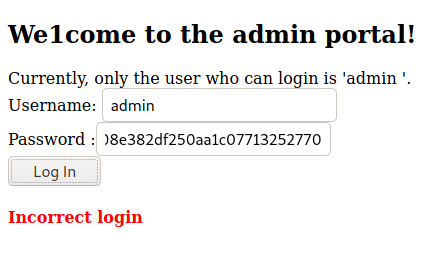 We1come to the admin portal!
Currently, only the user who can login is 'admin '.
Username: admin
Password : 08e382df250aa1c07713252770
Log In
Incorrect login